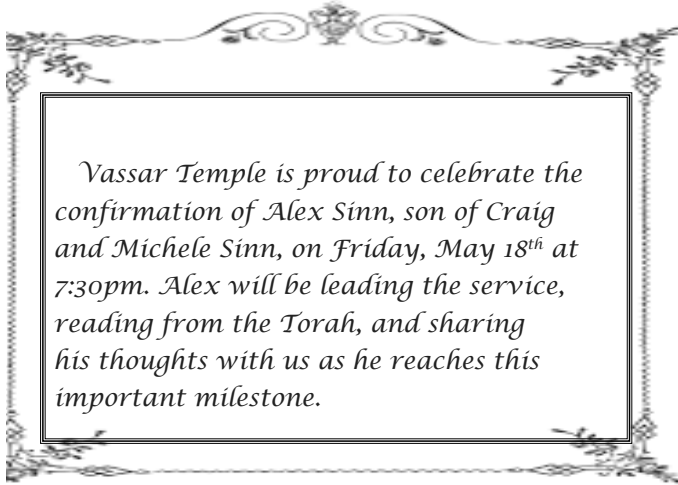 Vassar Temple is proud to celebrate the
confirmation of Alex Sinn, son of Craig
and Michele Sinn, on Friday, May 18th at
7:30pm. Alex will be leading the service,
reading from the Torah, and sharing
his thoughts with us as he reaches this
important milestone.